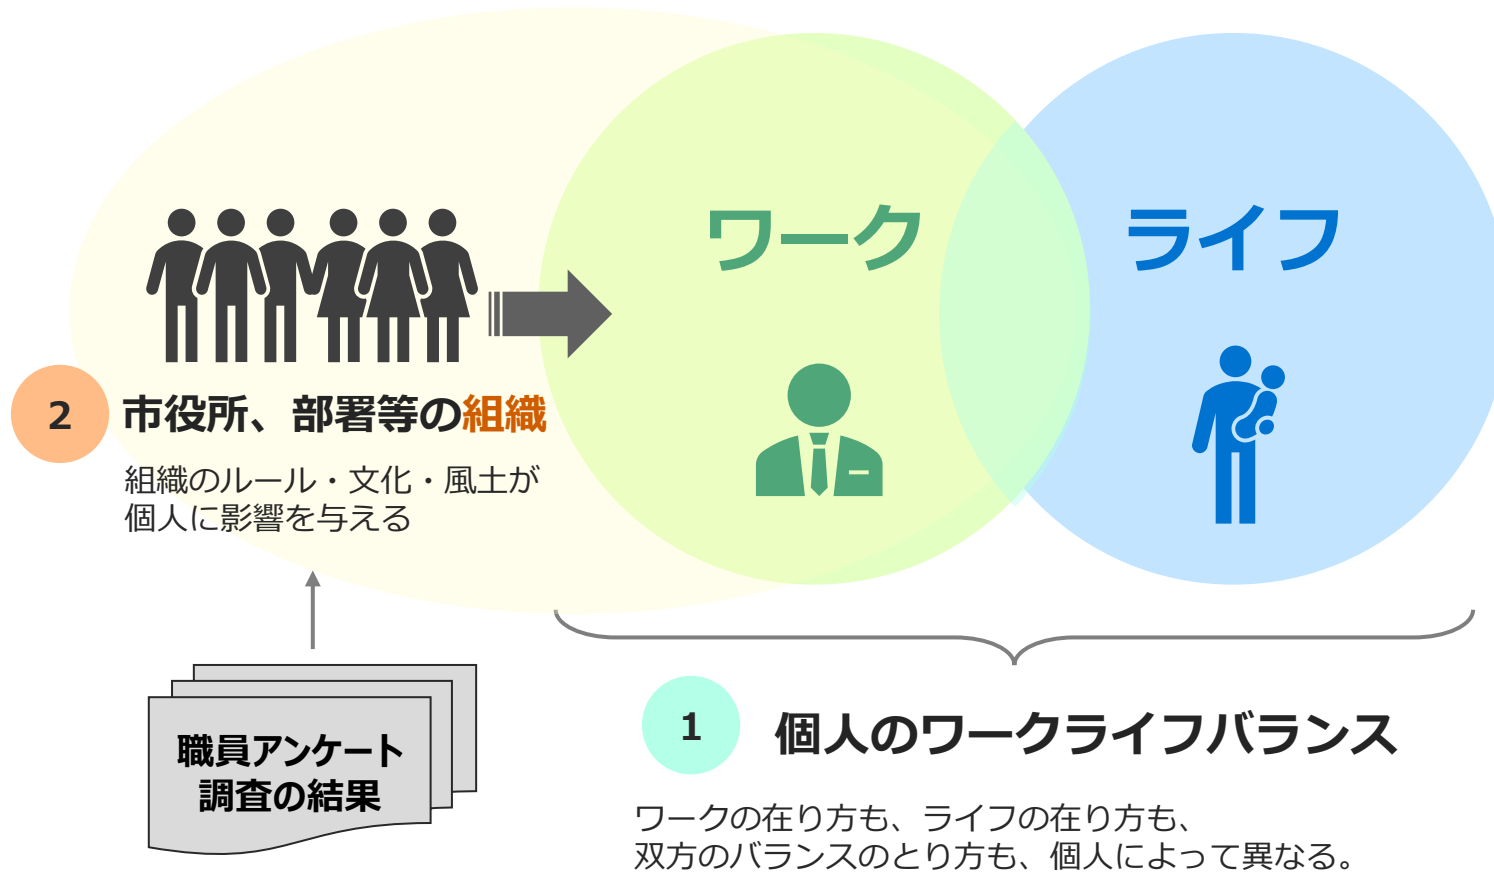 ワーク
ライフ
2
市役所、部署等の組織
組織のルール・文化・風土が
個人に影響を与える
職員アンケート
調査の結果
1
個人のワークライフバランス
ワークの在り方も、ライフの在り方も、
双方のバランスのとり方も、個人によって異なる。